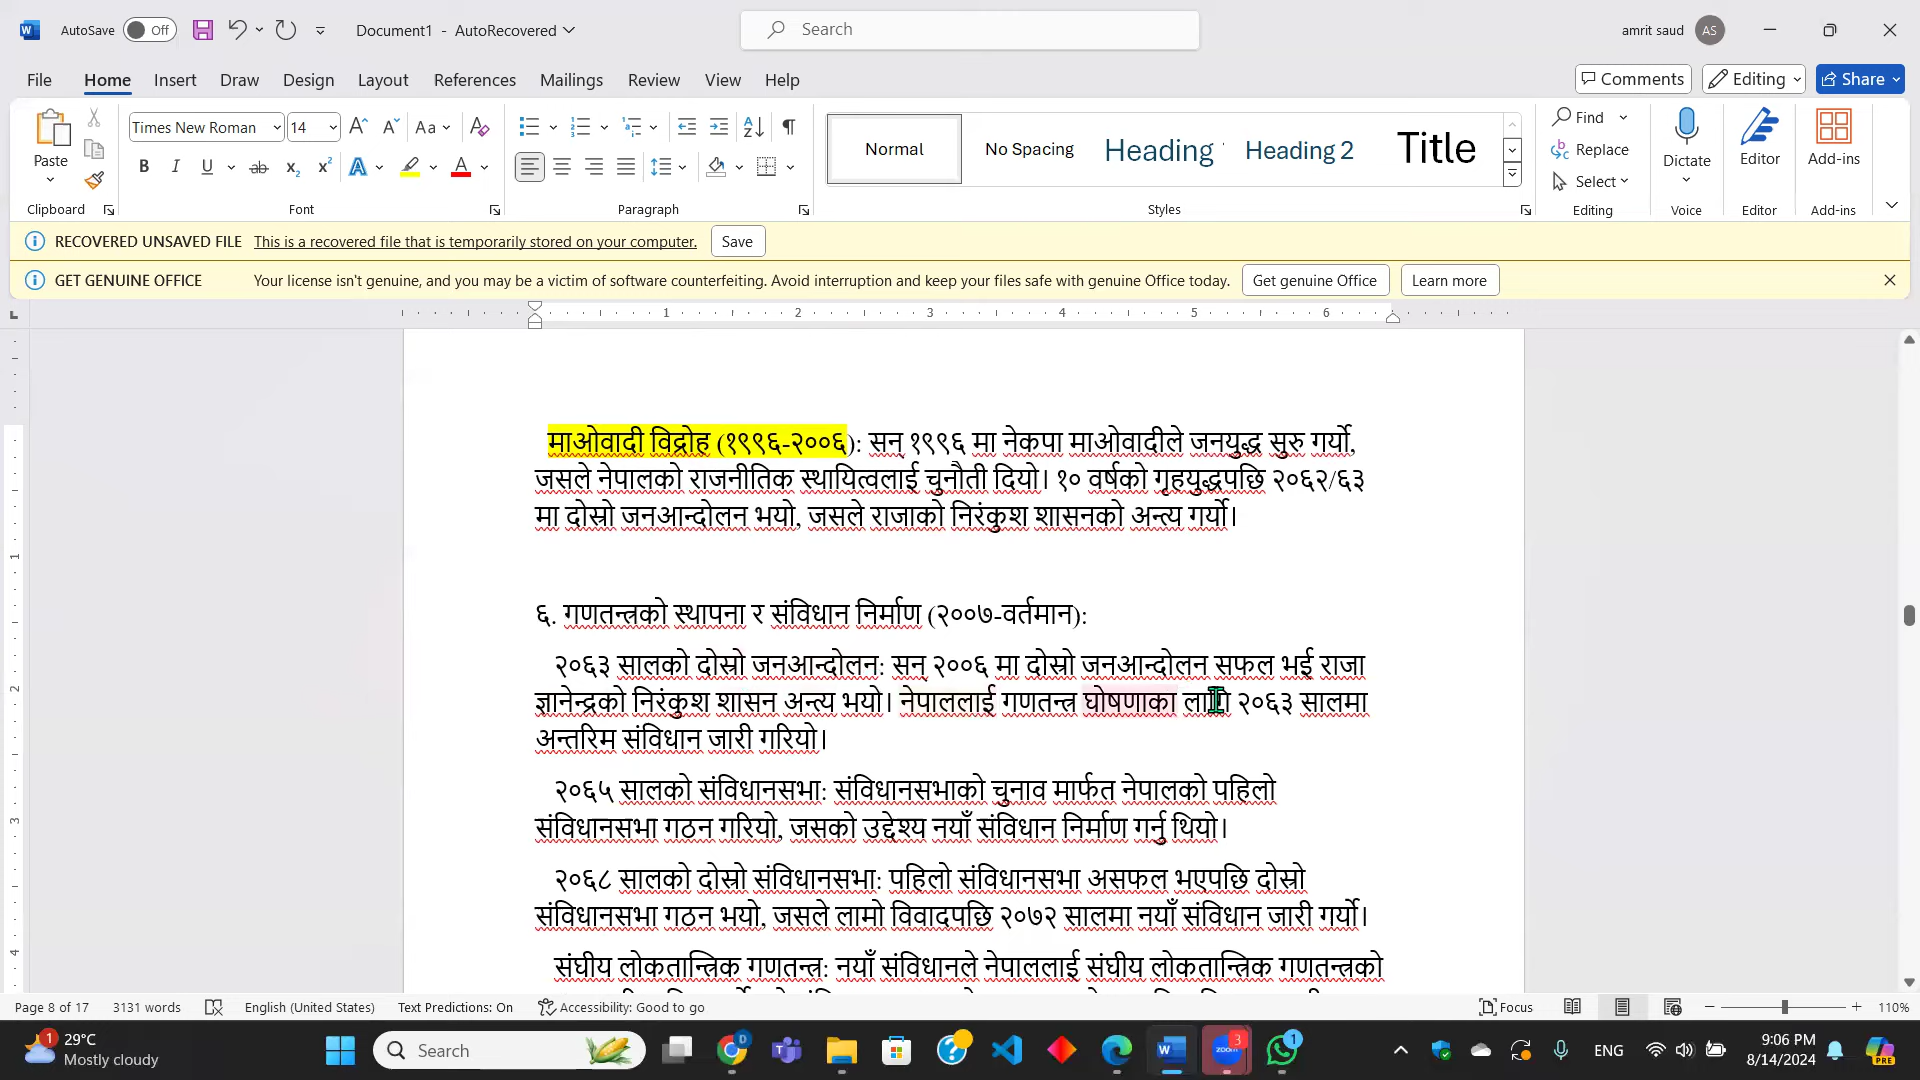 AutoSave Off Document1 - AutoRecovered Search amrit saud AS
File Home Insert Draw Design Layout References Mailings Review View Help Comments Editing Share
Paste Times New Roman 14 Aa Normal No Spacing Heading Heading 2 Title Find Replace Select Dictate Editor Add-ins
Clipboard Font Paragraph Styles Editing Voice Editor Add-ins
RECOVERED UNSAVED FILE This is a recovered file that is temporarily stored on your computer. Save
GET GENUINE OFFICE Your license isn't genuine, and you may be a victim of software counterfeiting. Avoid interruption and keep your files safe with genuine Office today. Get genuine Office Learn more
1 2 3 4 5 6
माओवादी विद्रोह (१९९६-२००६): सन् १९९६ मा नेकपा माओवादीले जनयुद्ध सुरु गर्यो,
जसले नेपालको राजनीतिक स्थायित्वलाई चुनौती दियो। १० वर्षको गृहयुद्धपछि २०६२/६३
मा दोस्रो जनआन्दोलन भयो, जसले राजाको निरंकुश शासनको अन्त्य गर्यो।
६. गणतन्त्रको स्थापना र संविधान निर्माण (२००७-वर्तमान):
२०६३ सालको दोस्रो जनआन्दोलन: सन् २००६ मा दोस्रो जनआन्दोलन सफल भई राजा
ज्ञानेन्द्रको निरंकुश शासन अन्त्य भयो। नेपाललाई गणतन्त्र घोषणाका लागि २०६३ सालमा
अन्तरिम संविधान जारी गरियो।
२०६५ सालको संविधानसभा: संविधानसभाको चुनाव मार्फत नेपालको पहिलो
संविधानसभा गठन गरियो, जसको उद्देश्य नयाँ संविधान निर्माण गर्नु थियो।
२०६८ सालको दोस्रो संविधानसभा: पहिलो संविधानसभा असफल भएपछि दोस्रो
संविधानसभा गठन भयो, जसले लामो विवादपछि २०७२ सालमा नयाँ संविधान जारी गर्यो।
संघीय लोकतान्त्रिक गणतन्त्र: नयाँ संविधानले नेपाललाई संघीय लोकतान्त्रिक गणतन्त्रको
Page 8 of 17 3131 words English (United States) Text Predictions: On Accessibility: Good to go Focus 110%
29°C
Mostly cloudy
Search
ENG
9:06 PM
8/14/2024